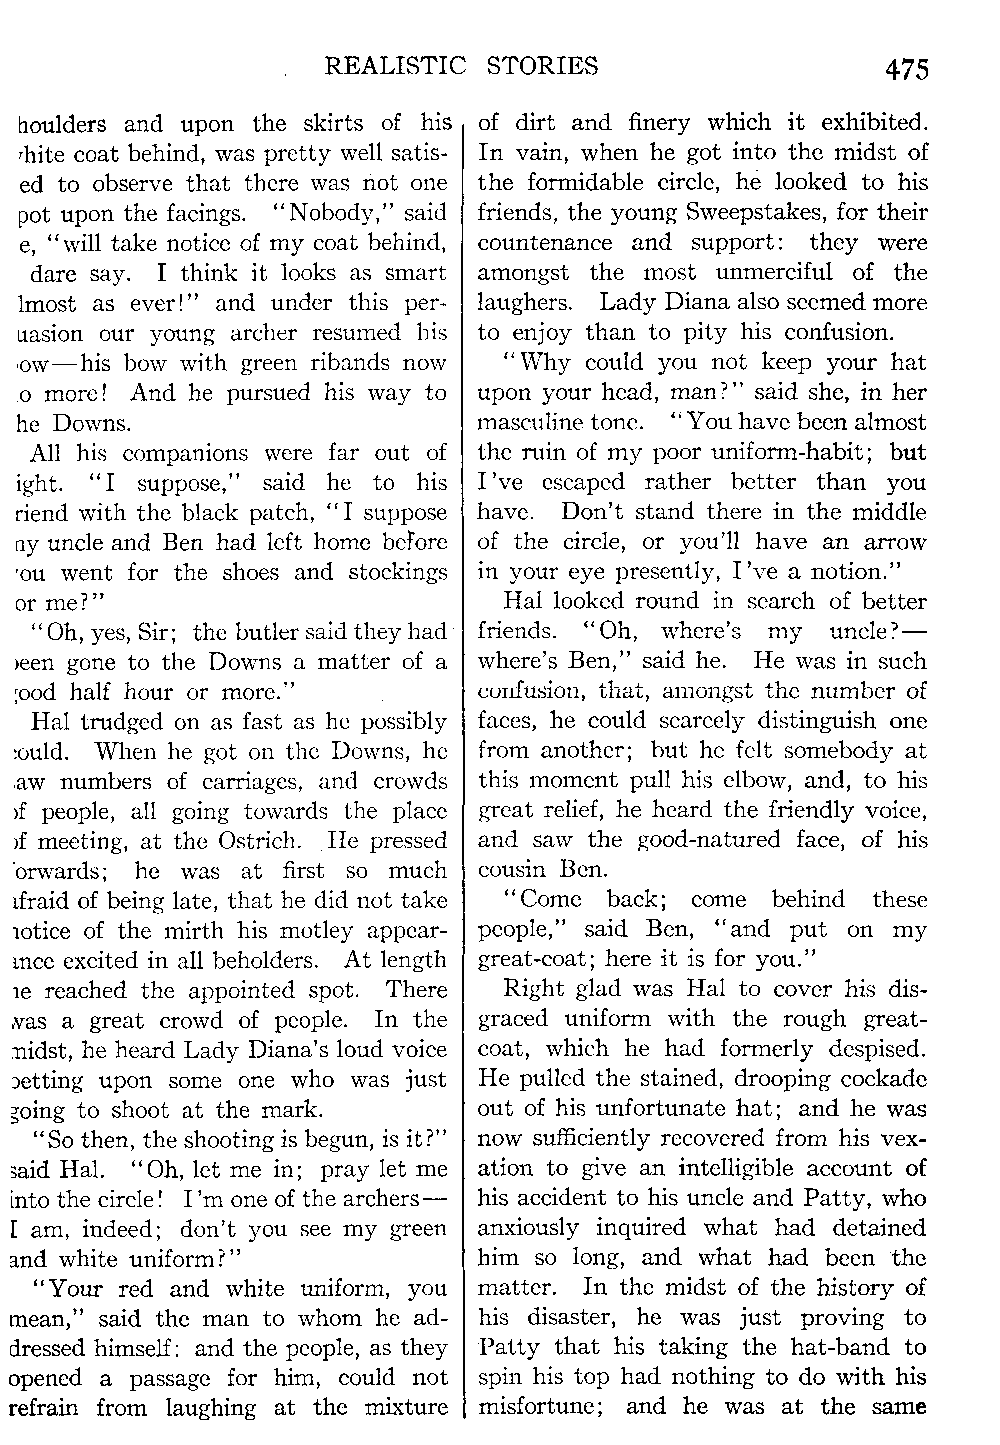 REALISTIC STORIES 475
houlders and upon the skirts of his
hite coat behind, was pretty well satis-
ed to observe that there was not one
pot upon the facings. "Nobody," said
e, "will take notice of my coat behind,
dare say. I think it looks as smart
lmost as ever!" and under this per-
uasion our young archer resumed his
ow—his bow with green ribands now
o more! And he pursued his way to
he Downs.
All his companions were far out of
ight. "I suppose," said he to his
riend with the black patch, "I suppose
ny uncle and Ben had left home before
ou went for the shoes and stockings
or me?"
"Oh, yes, Sir; the butler said they had
een gone to the Downs a matter of a
ood half hour or more."
Hal trudged on as fast as he possibly
could. When he got on the Downs, he
aw numbers of carriages, and crowds
of people, all going towards the place
of meeting, at the Ostrich. He pressed
orwards; he was at first so much
afraid of being late, that he did not take
notice of the mirth his motley appear-
ance excited in all beholders. At length
he reached the appointed spot. There
was a great crowd of people. In the
midst, he heard Lady Diana's loud voice
betting upon some one who was just
going to shoot at the mark.
"So then, the shooting is begun, is it?"
said Hal. "Oh, let me in; pray let me
into the circle! I'm one of the archers—
I am, indeed; don't you see my green
and white uniform?"
"Your red and white uniform, you
mean," said the man to whom he ad-
dressed himself: and the people, as they
opened a passage for him, could not
refrain from laughing at the mixture
of dirt and finery which it exhibited.
In vain, when he got into the midst of
the formidable circle, he looked to his
friends, the young Sweepstakes, for their
countenance and support: they were
amongst the most unmerciful of the
laughers. Lady Diana also seemed more
to enjoy than to pity his confusion.
"Why could you not keep your hat
upon your head, man?" said she, in her
masculine tone. "You have been almost
the ruin of my poor uniform-habit; but
I've escaped rather better than you
have. Don't stand there in the middle
of the circle, or you'll have an arrow
in your eye presently, I've a notion."
Hal looked round in search of better
friends. "Oh, where's my uncle?—
where's Ben," said he. He was in such
confusion, that, amongst the number of
faces, he could scarcely distinguish one
from another; but he felt somebody at
this moment pull his elbow, and, to his
great relief, he heard the friendly voice,
and saw the good-natured face, of his
cousin Ben.
"Come back; come behind these
people," said Ben, "and put on my
great-coat; here it is for you."
Right glad was Hal to cover his dis-
graced uniform with the rough great-
coat, which he had formerly despised.
He pulled the stained, drooping cockade
out of his unfortunate hat; and he was
now sufficiently recovered from his vex-
ation to give an intelligible account of
his accident to his uncle and Patty, who
anxiously inquired what had detained
him so long, and what had been the
matter. In the midst of the history of
his disaster, he was just proving to
Patty that his taking the hat-band to
spin his top had nothing to do with his
misfortune; and he was at the same